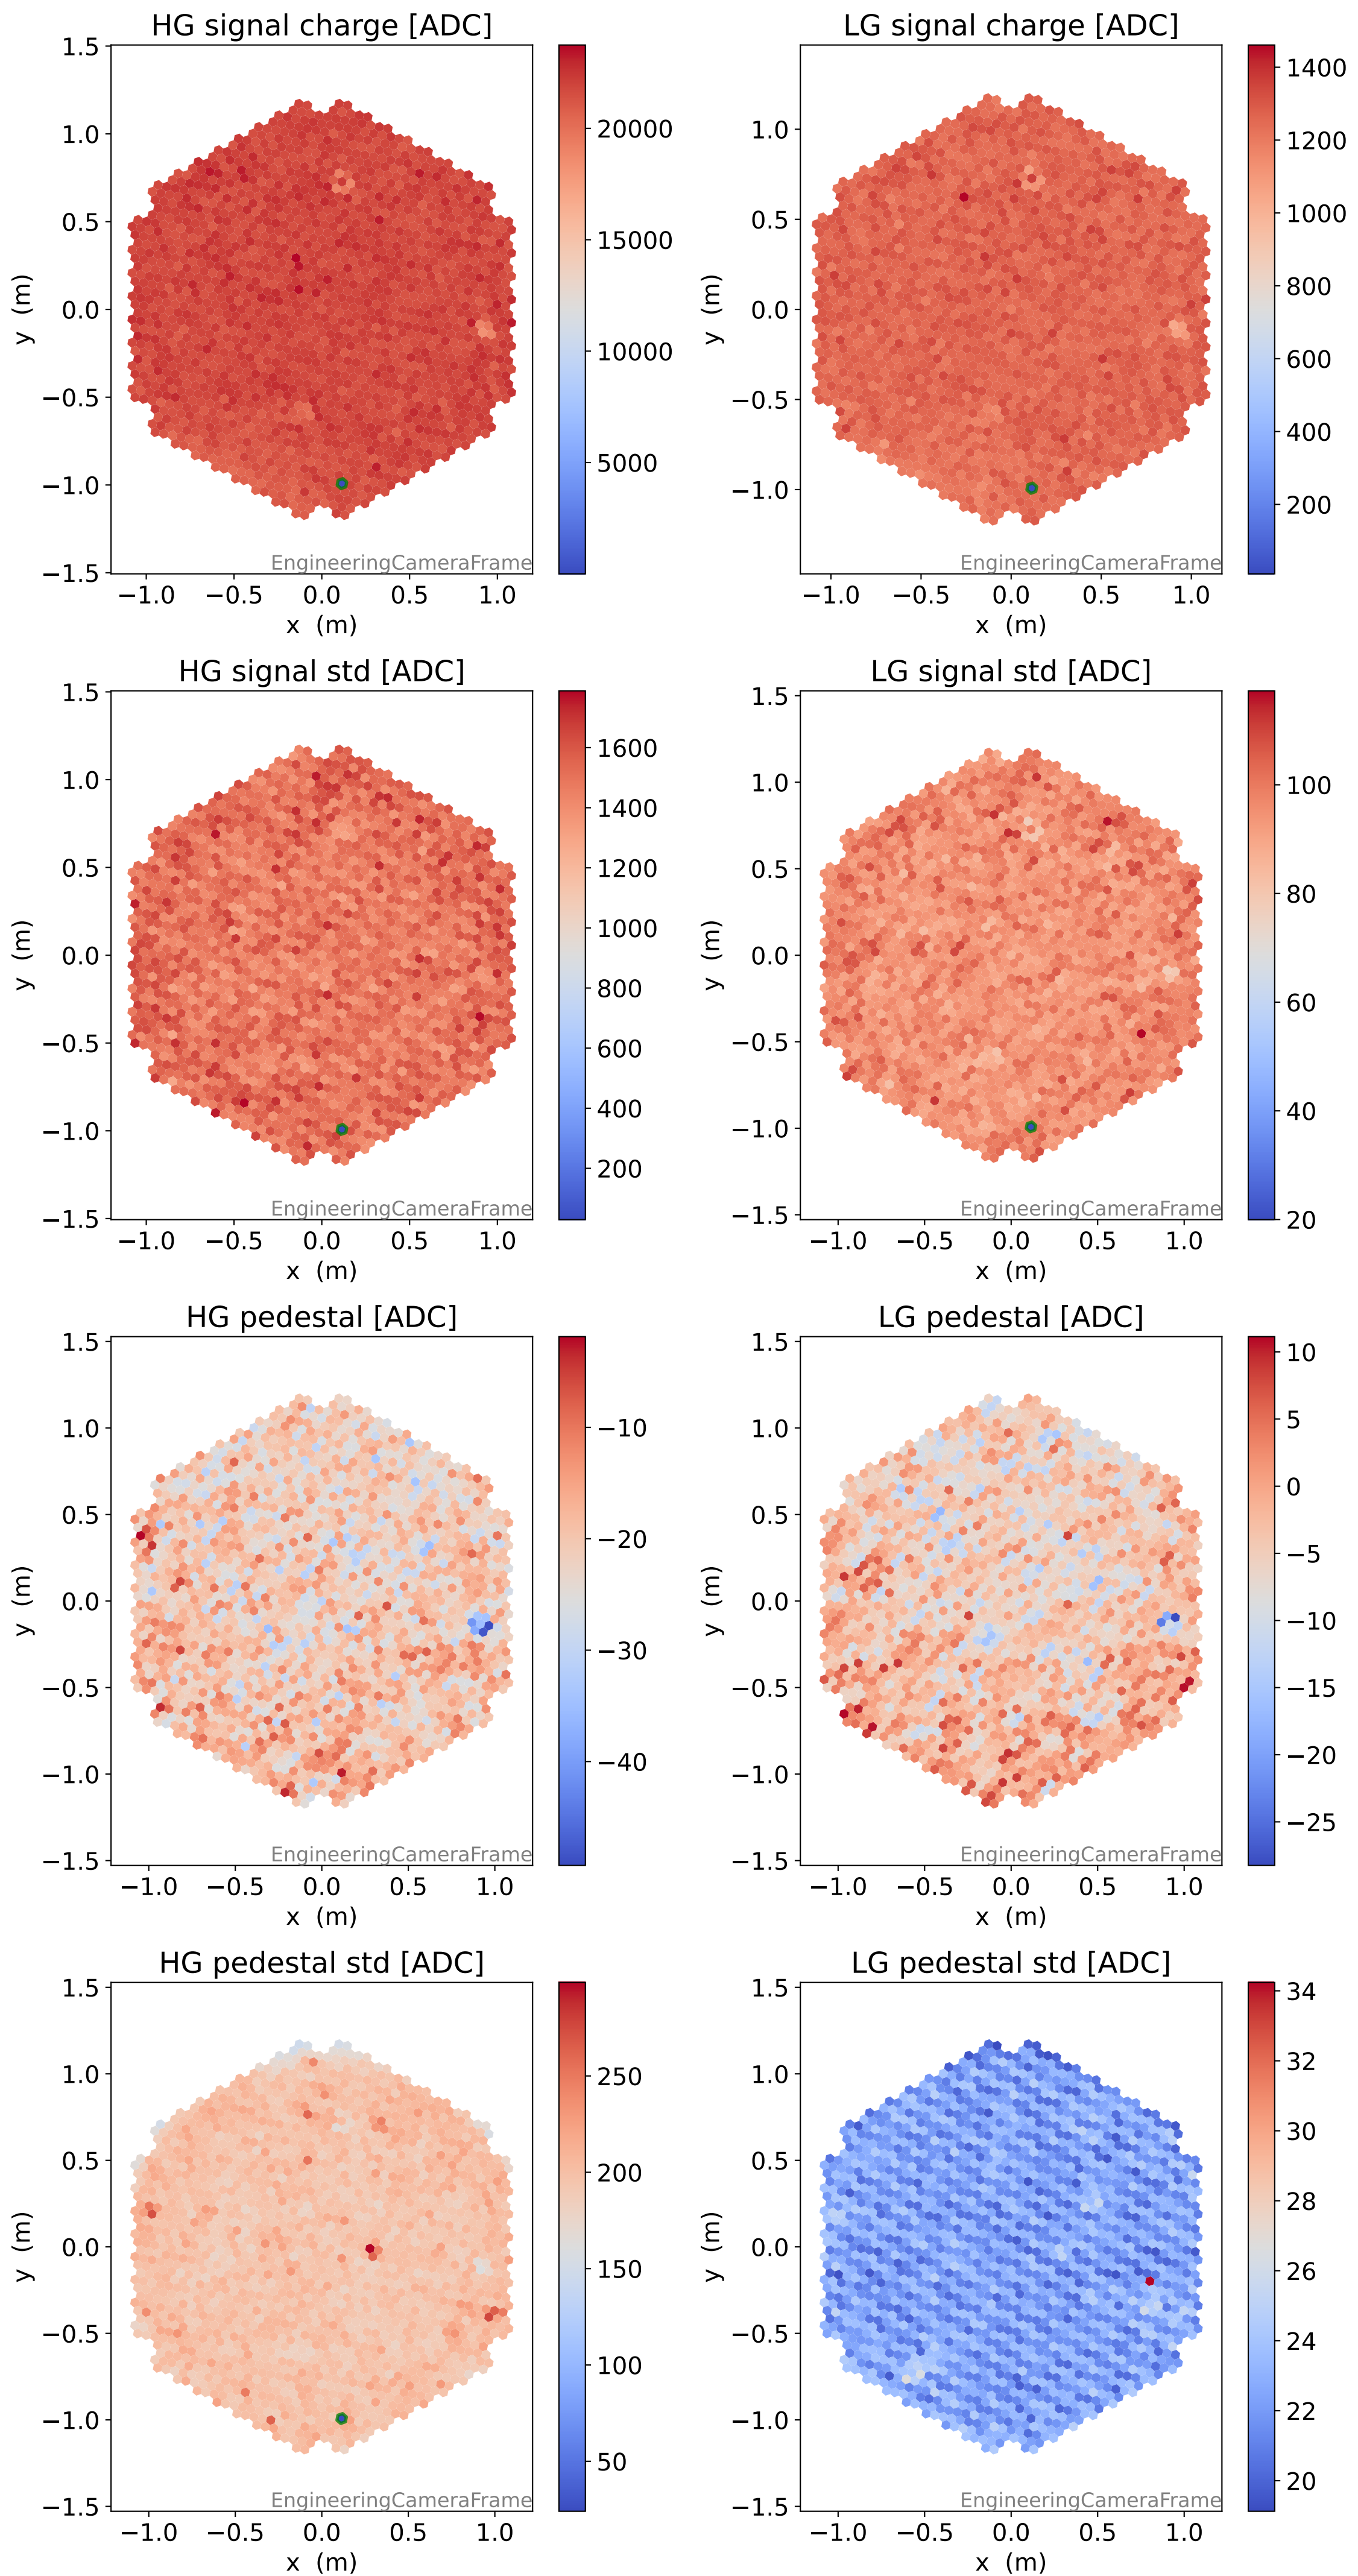 HG signal charge [ADC]
1.5
1.0
0.5
0.0
−0.5
−1.0
−1.5
y (m)
EngineeringCameraFrame
−1.0 −0.5 0.0 0.5 1.0
x (m)
20000
15000
10000
5000
LG signal charge [ADC]
1.0
0.5
0.0
−0.5
−1.0
y (m)
EngineeringCameraFrame
−1.0 −0.5 0.0 0.5 1.0
x (m)
1400
1200
1000
800
600
400
200
HG signal std [ADC]
1.5
1.0
0.5
0.0
−0.5
−1.0
−1.5
y (m)
EngineeringCameraFrame
−1.0 −0.5 0.0 0.5 1.0
x (m)
1600
1400
1200
1000
800
600
400
200
LG signal std [ADC]
1.5
1.0
0.5
0.0
−0.5
−1.0
−1.5
y (m)
EngineeringCameraFrame
−1.0 −0.5 0.0 0.5 1.0
x (m)
100
80
60
40
20
HG pedestal [ADC]
1.5
1.0
0.5
0.0
−0.5
−1.0
−1.5
y (m)
EngineeringCameraFrame
−1.0 −0.5 0.0 0.5 1.0
x (m)
−10
−20
−30
−40
LG pedestal [ADC]
1.5
1.0
0.5
0.0
−0.5
−1.0
−1.5
y (m)
EngineeringCameraFrame
−1.0 −0.5 0.0 0.5 1.0
x (m)
10
5
0
−5
−10
−15
−20
−25
HG pedestal std [ADC]
1.5
1.0
0.5
0.0
−0.5
−1.0
−1.5
y (m)
EngineeringCameraFrame
−1.0 −0.5 0.0 0.5 1.0
x (m)
250
200
150
100
50
LG pedestal std [ADC]
1.5
1.0
0.5
0.0
−0.5
−1.0
−1.5
y (m)
EngineeringCameraFrame
−1.0 −0.5 0.0 0.5 1.0
x (m)
34
32
30
28
26
24
22
20